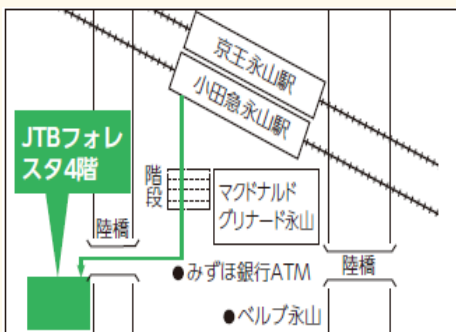 京王永山駅
小田急永山駅
JTBフォレ
スタ4階
階段
マクドナルド
グリナード永山
陸橋
陸橋
●みずほ銀行ATM
●ベルブ永山